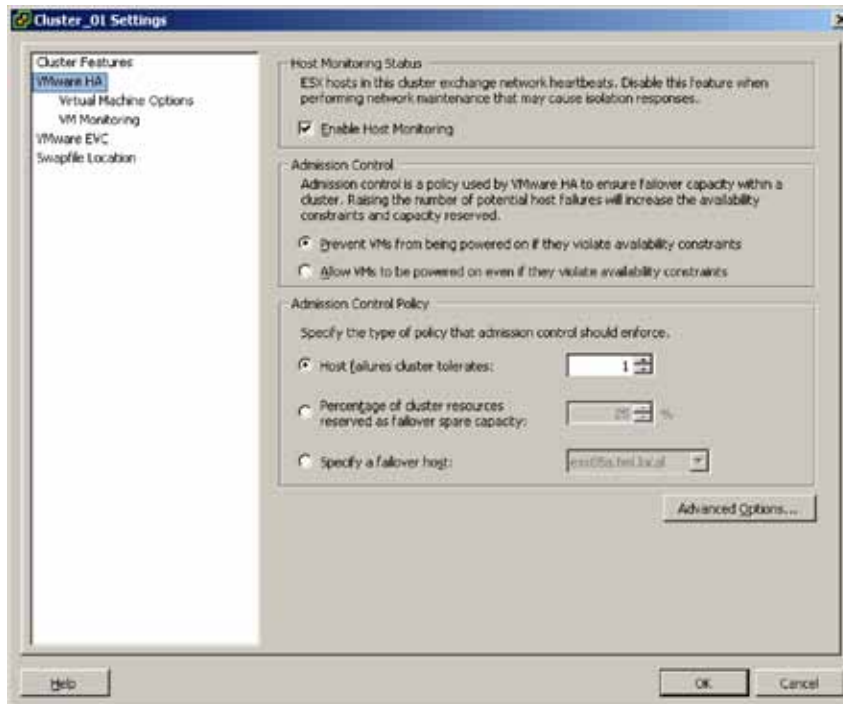 Cluster_01 Settings
Cluster Features
VMware HA
Virtual Machine Options
VM Monitoring
VMware EVC
Swapfile Location
Host Monitoring Status
ESX hosts in this cluster exchange network heartbeats. Disable this feature when
performing network maintenance that may cause isolation responses.
Enable Host Monitoring
Admission Control
Admission control is a policy used by VMware HA to ensure failover capacity within a
cluster. Raising the number of potential host failures will increase the availability
constraints and capacity reserved.
Prevent VMs from being powered on if they violate availability constraints
Allow VMs to be powered on even if they violate availability constraints
Admission Control Policy
Specify the type of policy that admission control should enforce.
Host failures cluster tolerates: 1
Percentage of cluster resources
reserved as failover spare capacity: 25 %
Specify a failover host:
Advanced Options...
Help
OK
Cancel